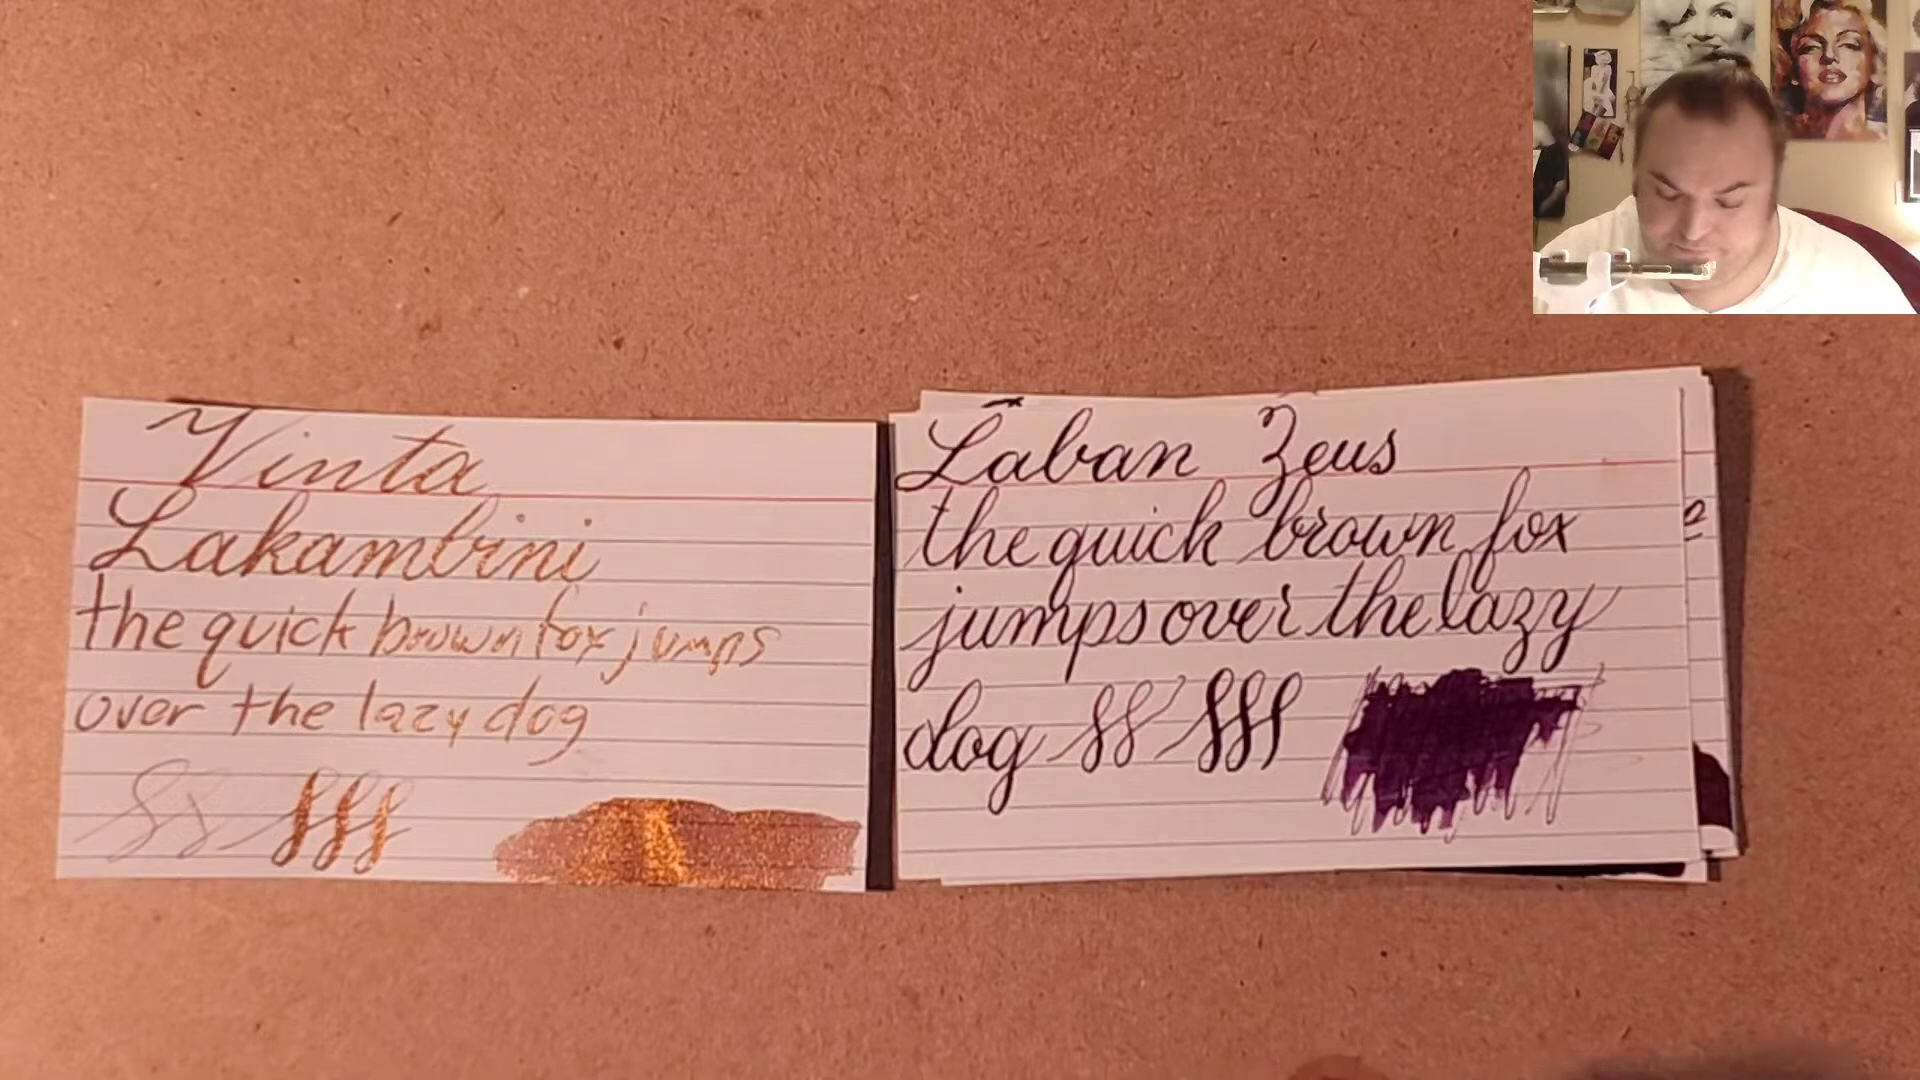 Vinta
Lakambini
the quick brown fox jumps
over the lazy dog
Laban Zeus
the quick brown fox
jumps over the lazy
dog